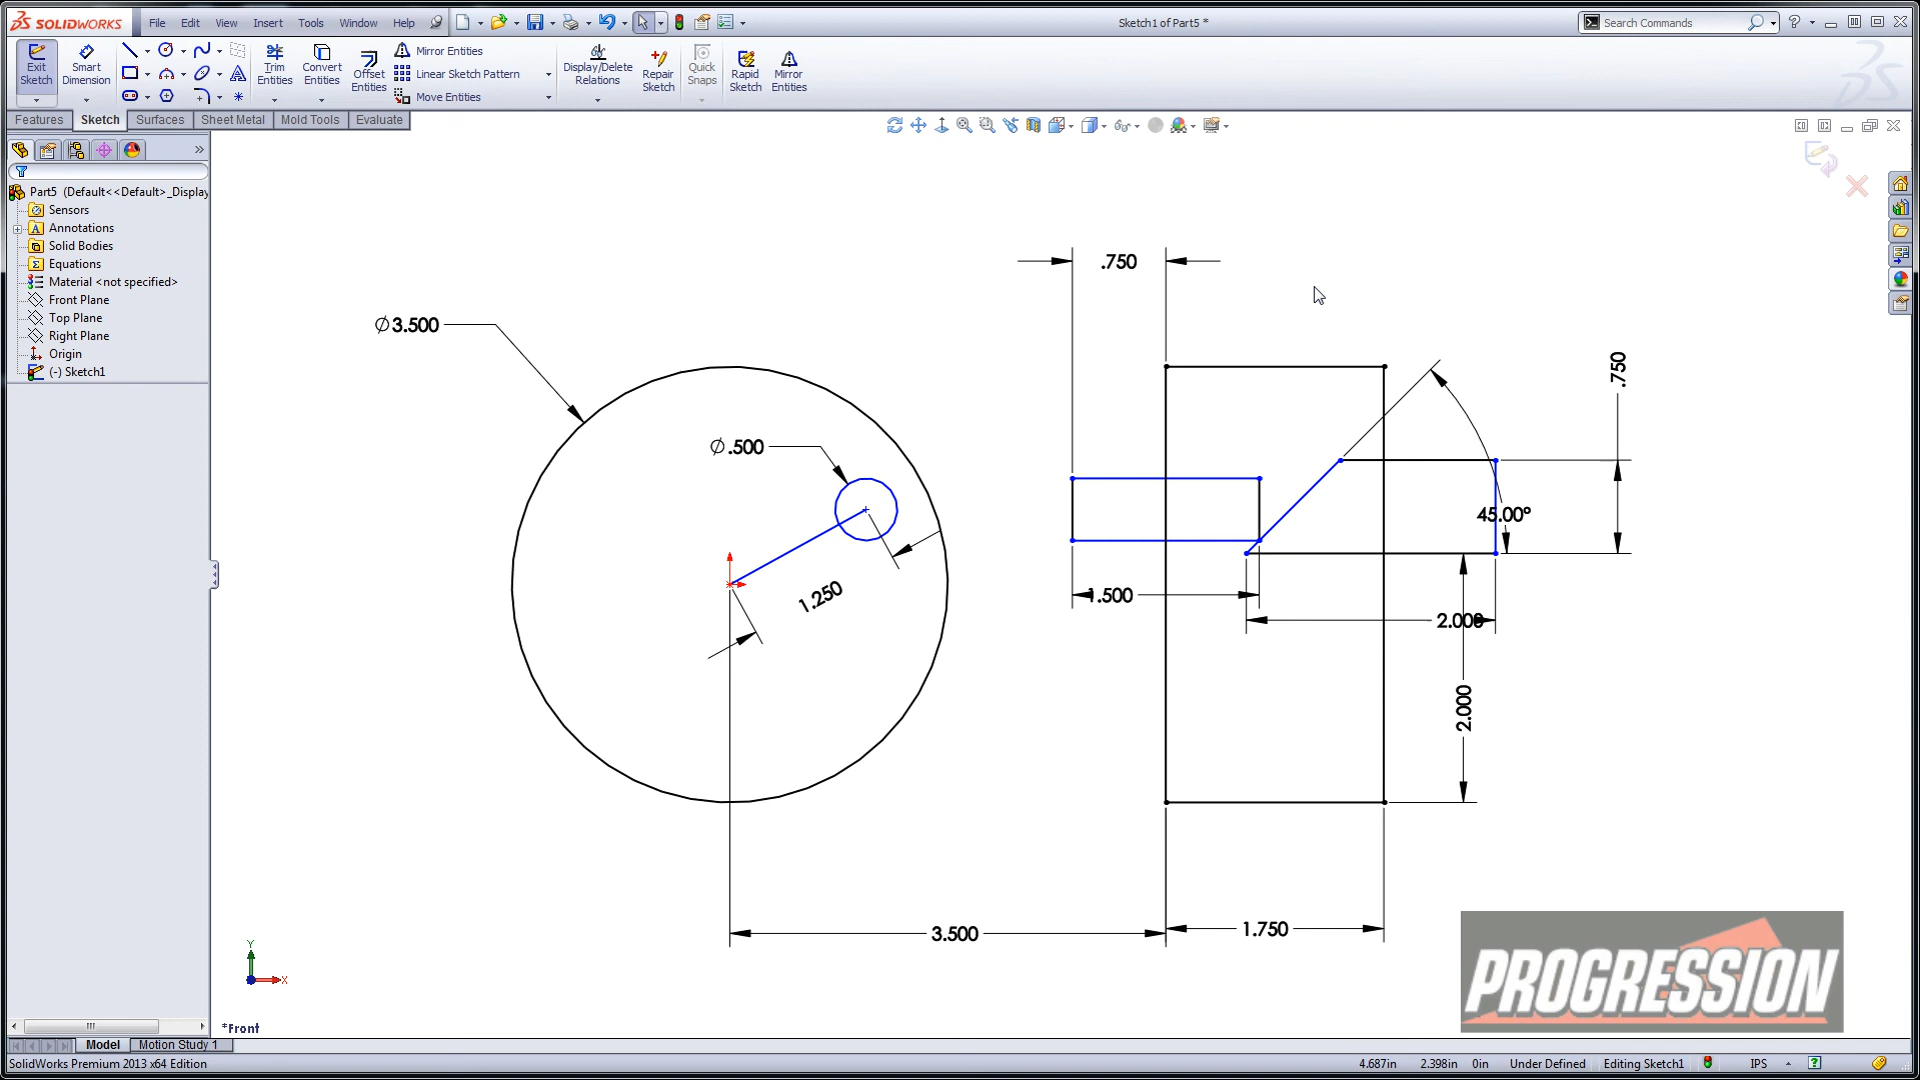 SOLIDWORKS File Edit View Insert Tools Window Help Sketch1 of Part5 * Search Commands
Exit Sketch Smart Dimension Trim Entities Convert Entities Offset Entities Mirror Entities Linear Sketch Pattern Move Entities Display/Delete Relations Repair Sketch Quick Snaps Rapid Sketch Mirror Entities
Features Sketch Surfaces Sheet Metal Mold Tools Evaluate
Part5 (Default<<Default>_Display
Sensors
Annotations
Solid Bodies
Equations
Material <not specified>
Front Plane
Top Plane
Right Plane
Origin
(-) Sketch1
.750
Ø3.500
.750
Ø.500
45.00°
1.250
1.500
2.000
2.000
3.500
1.750
Y
X
*Front
PROGRESSION
Model Motion Study 1
SolidWorks Premium 2013 x64 Edition 4.687in 2.398in 0in Under Defined Editing Sketch1 IPS